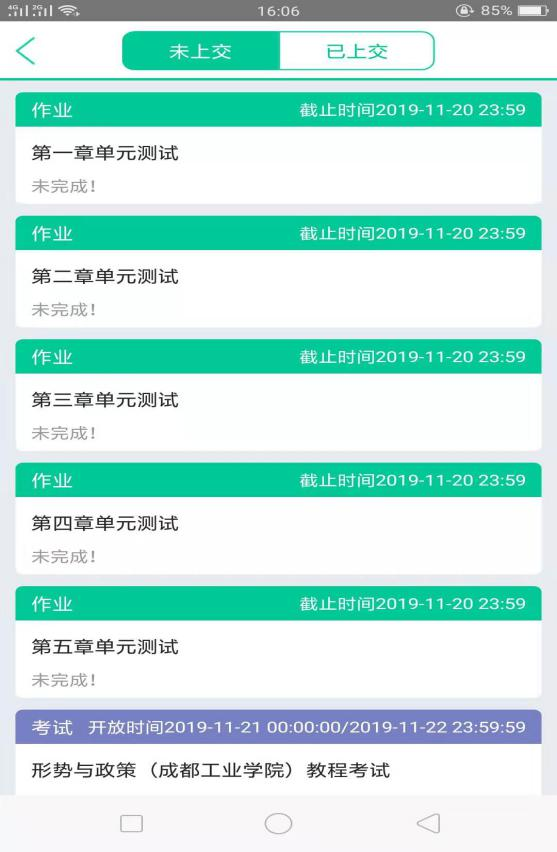 4G 2G 16:06 85%
未上交 已上交
作业 截止时间2019-11-20 23:59
第一章单元测试
未完成!
作业 截止时间2019-11-20 23:59
第二章单元测试
未完成!
作业 截止时间2019-11-20 23:59
第三章单元测试
未完成!
作业 截止时间2019-11-20 23:59
第四章单元测试
未完成!
作业 截止时间2019-11-20 23:59
第五章单元测试
未完成!
考试 开放时间2019-11-21 00:00:00/2019-11-22 23:59:59
形势与政策（成都工业学院）教程考试